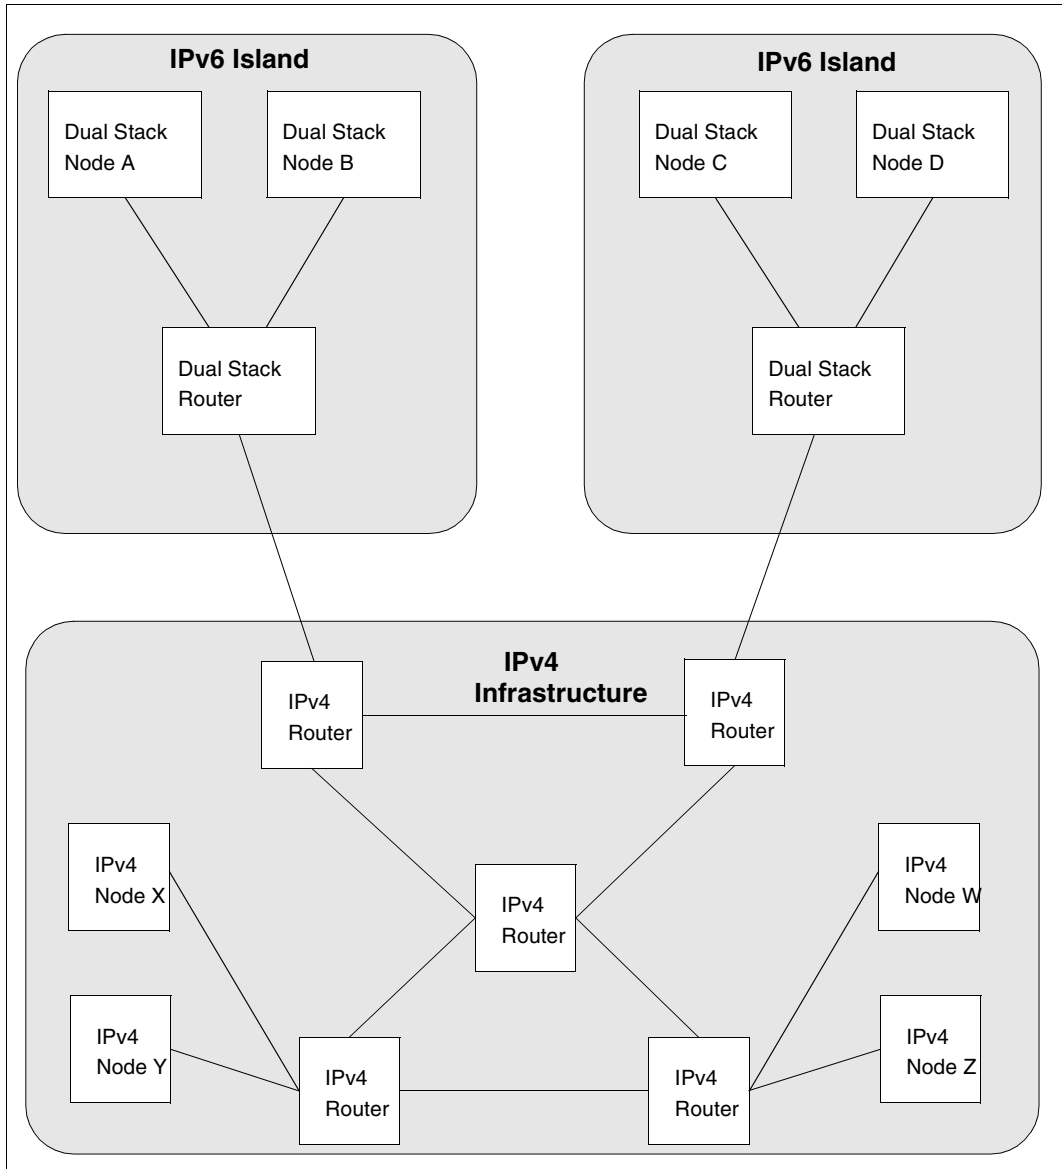 IPv6 Island
IPv6 Island
Dual Stack
Node A
Dual Stack
Node B
Dual Stack
Node C
Dual Stack
Node D
Dual Stack
Router
Dual Stack
Router
IPv4
Infrastructure
IPv4
Router
IPv4
Router
IPv4
Node X
IPv4
Router
IPv4
Node W
IPv4
Node Y
IPv4
Router
IPv4
Router
IPv4
Node Z